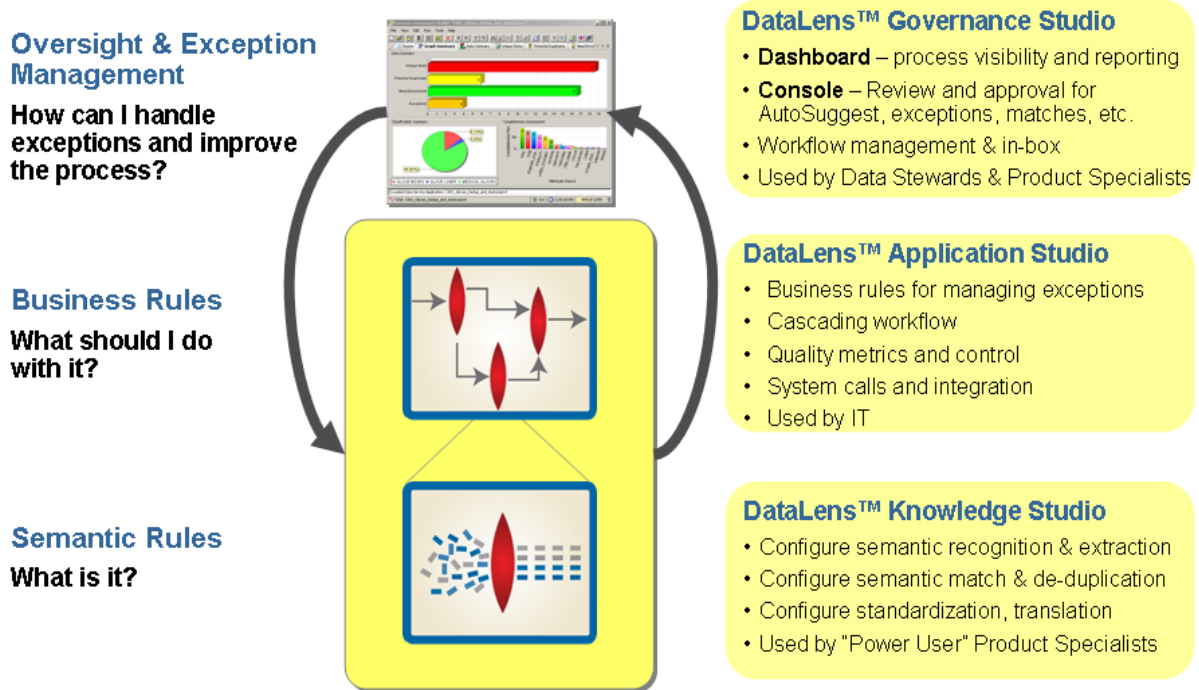 Oversight & Exception
Management
How can I handle
exceptions and improve
the process?
Business Rules
What should I do
with it?
Semantic Rules
What is it?
DataLens™ Governance Studio
• Dashboard – process visibility and reporting
• Console – Review and approval for
AutoSuggest, exceptions, matches, etc.
• Workflow management & in-box
• Used by Data Stewards & Product Specialists
DataLens™ Application Studio
• Business rules for managing exceptions
• Cascading workflow
• Quality metrics and control
• System calls and integration
• Used by IT
DataLens™ Knowledge Studio
• Configure semantic recognition & extraction
• Configure semantic match & de-duplication
• Configure standardization, translation
• Used by “Power User” Product Specialists